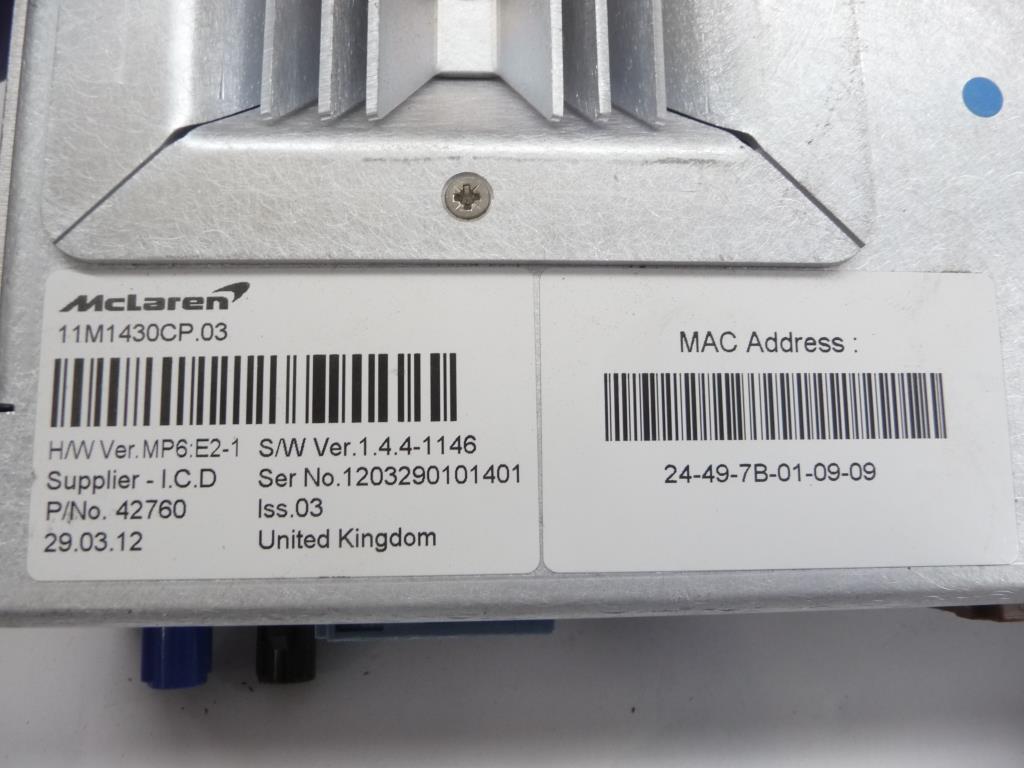 McLaren
11M1430CP.03
H/W Ver.MP6:E2-1 S/W Ver.1.4.4-1146
Supplier - I.C.D Ser No.1203290101401
P/No. 42760 Iss.03
29.03.12 United Kingdom
MAC Address :
24-49-7B-01-09-09